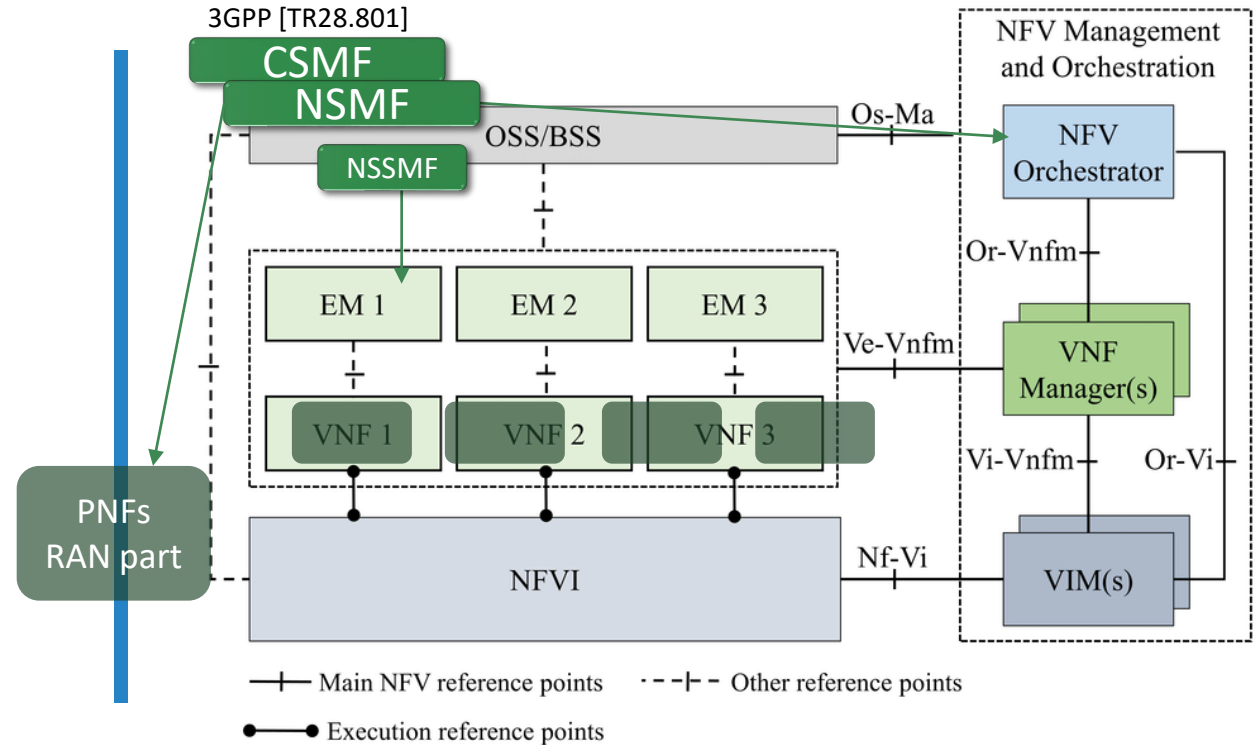 3GPP [TR28.801]
CSMF
NSMF
OSS/BSS
NSSMF
Os-Ma
NFV Management
and Orchestration
NFV
Orchestrator
Or-Vnfm
EM 1
EM 2
EM 3
Ve-Vnfm
VNF
Manager(s)
VNF 1
VNF 2
VNF 3
Vi-Vnfm
Or-Vi
PNFs
RAN part
NFVI
Nf-Vi
VIM(s)
Main NFV reference points
Other reference points
Execution reference points